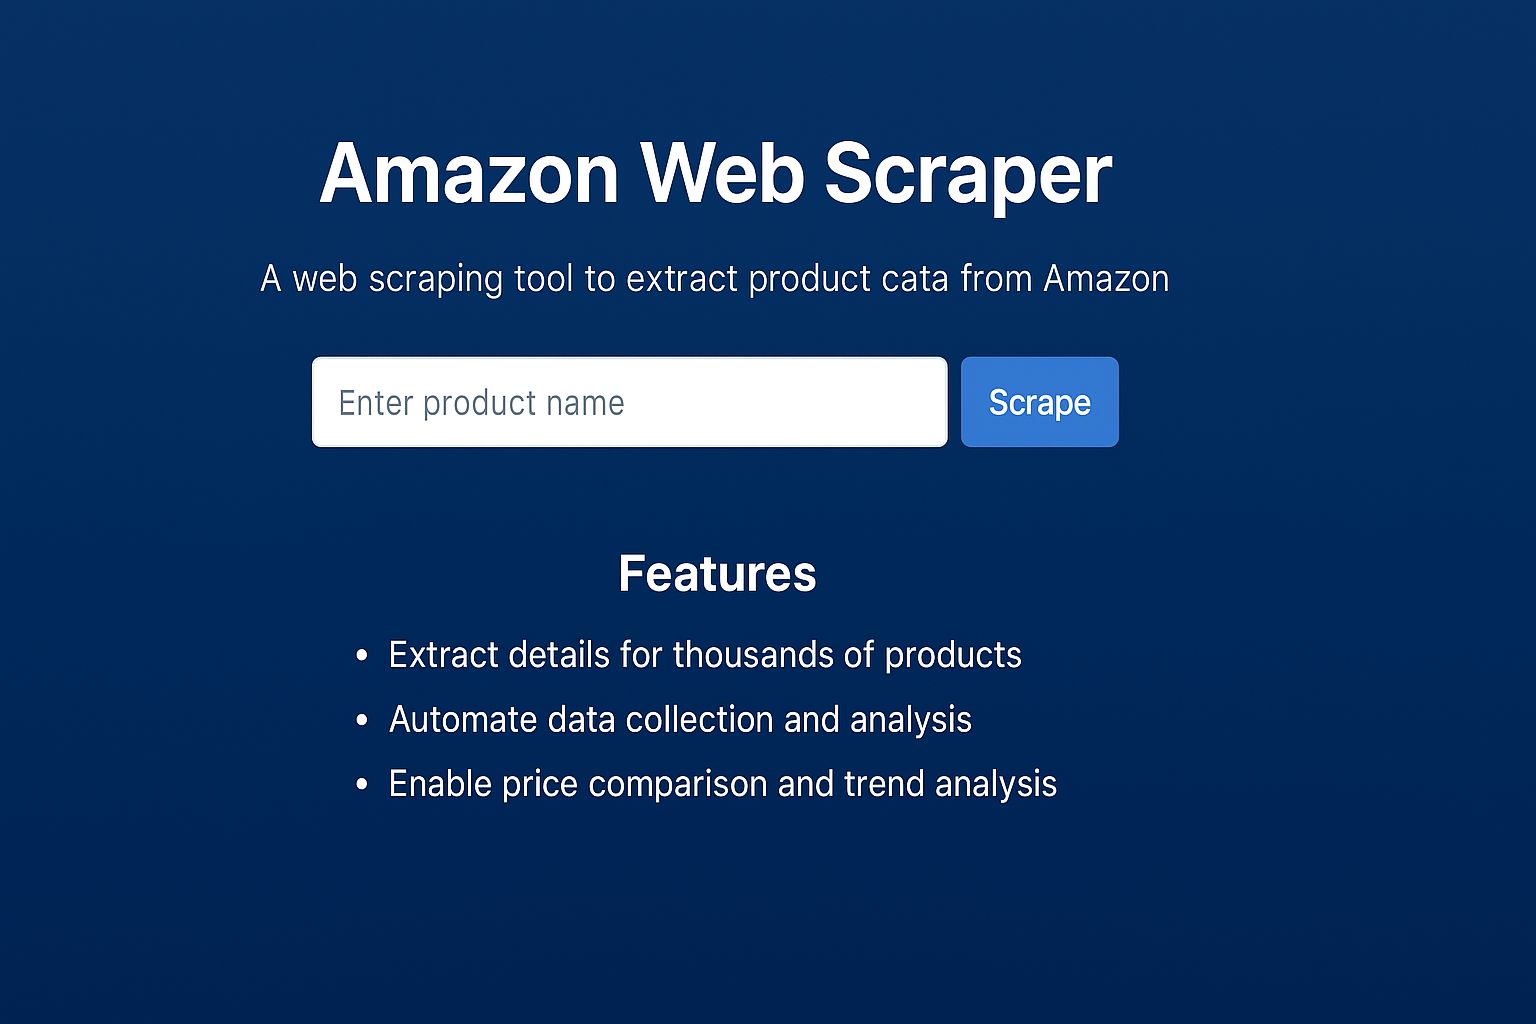 Amazon Web Scraper
A web scraping tool to extract product cata from Amazon
Enter product name
Scrape
Features
• Extract details for thousands of products
• Automate data collection and analysis
• Enable price comparison and trend analysis